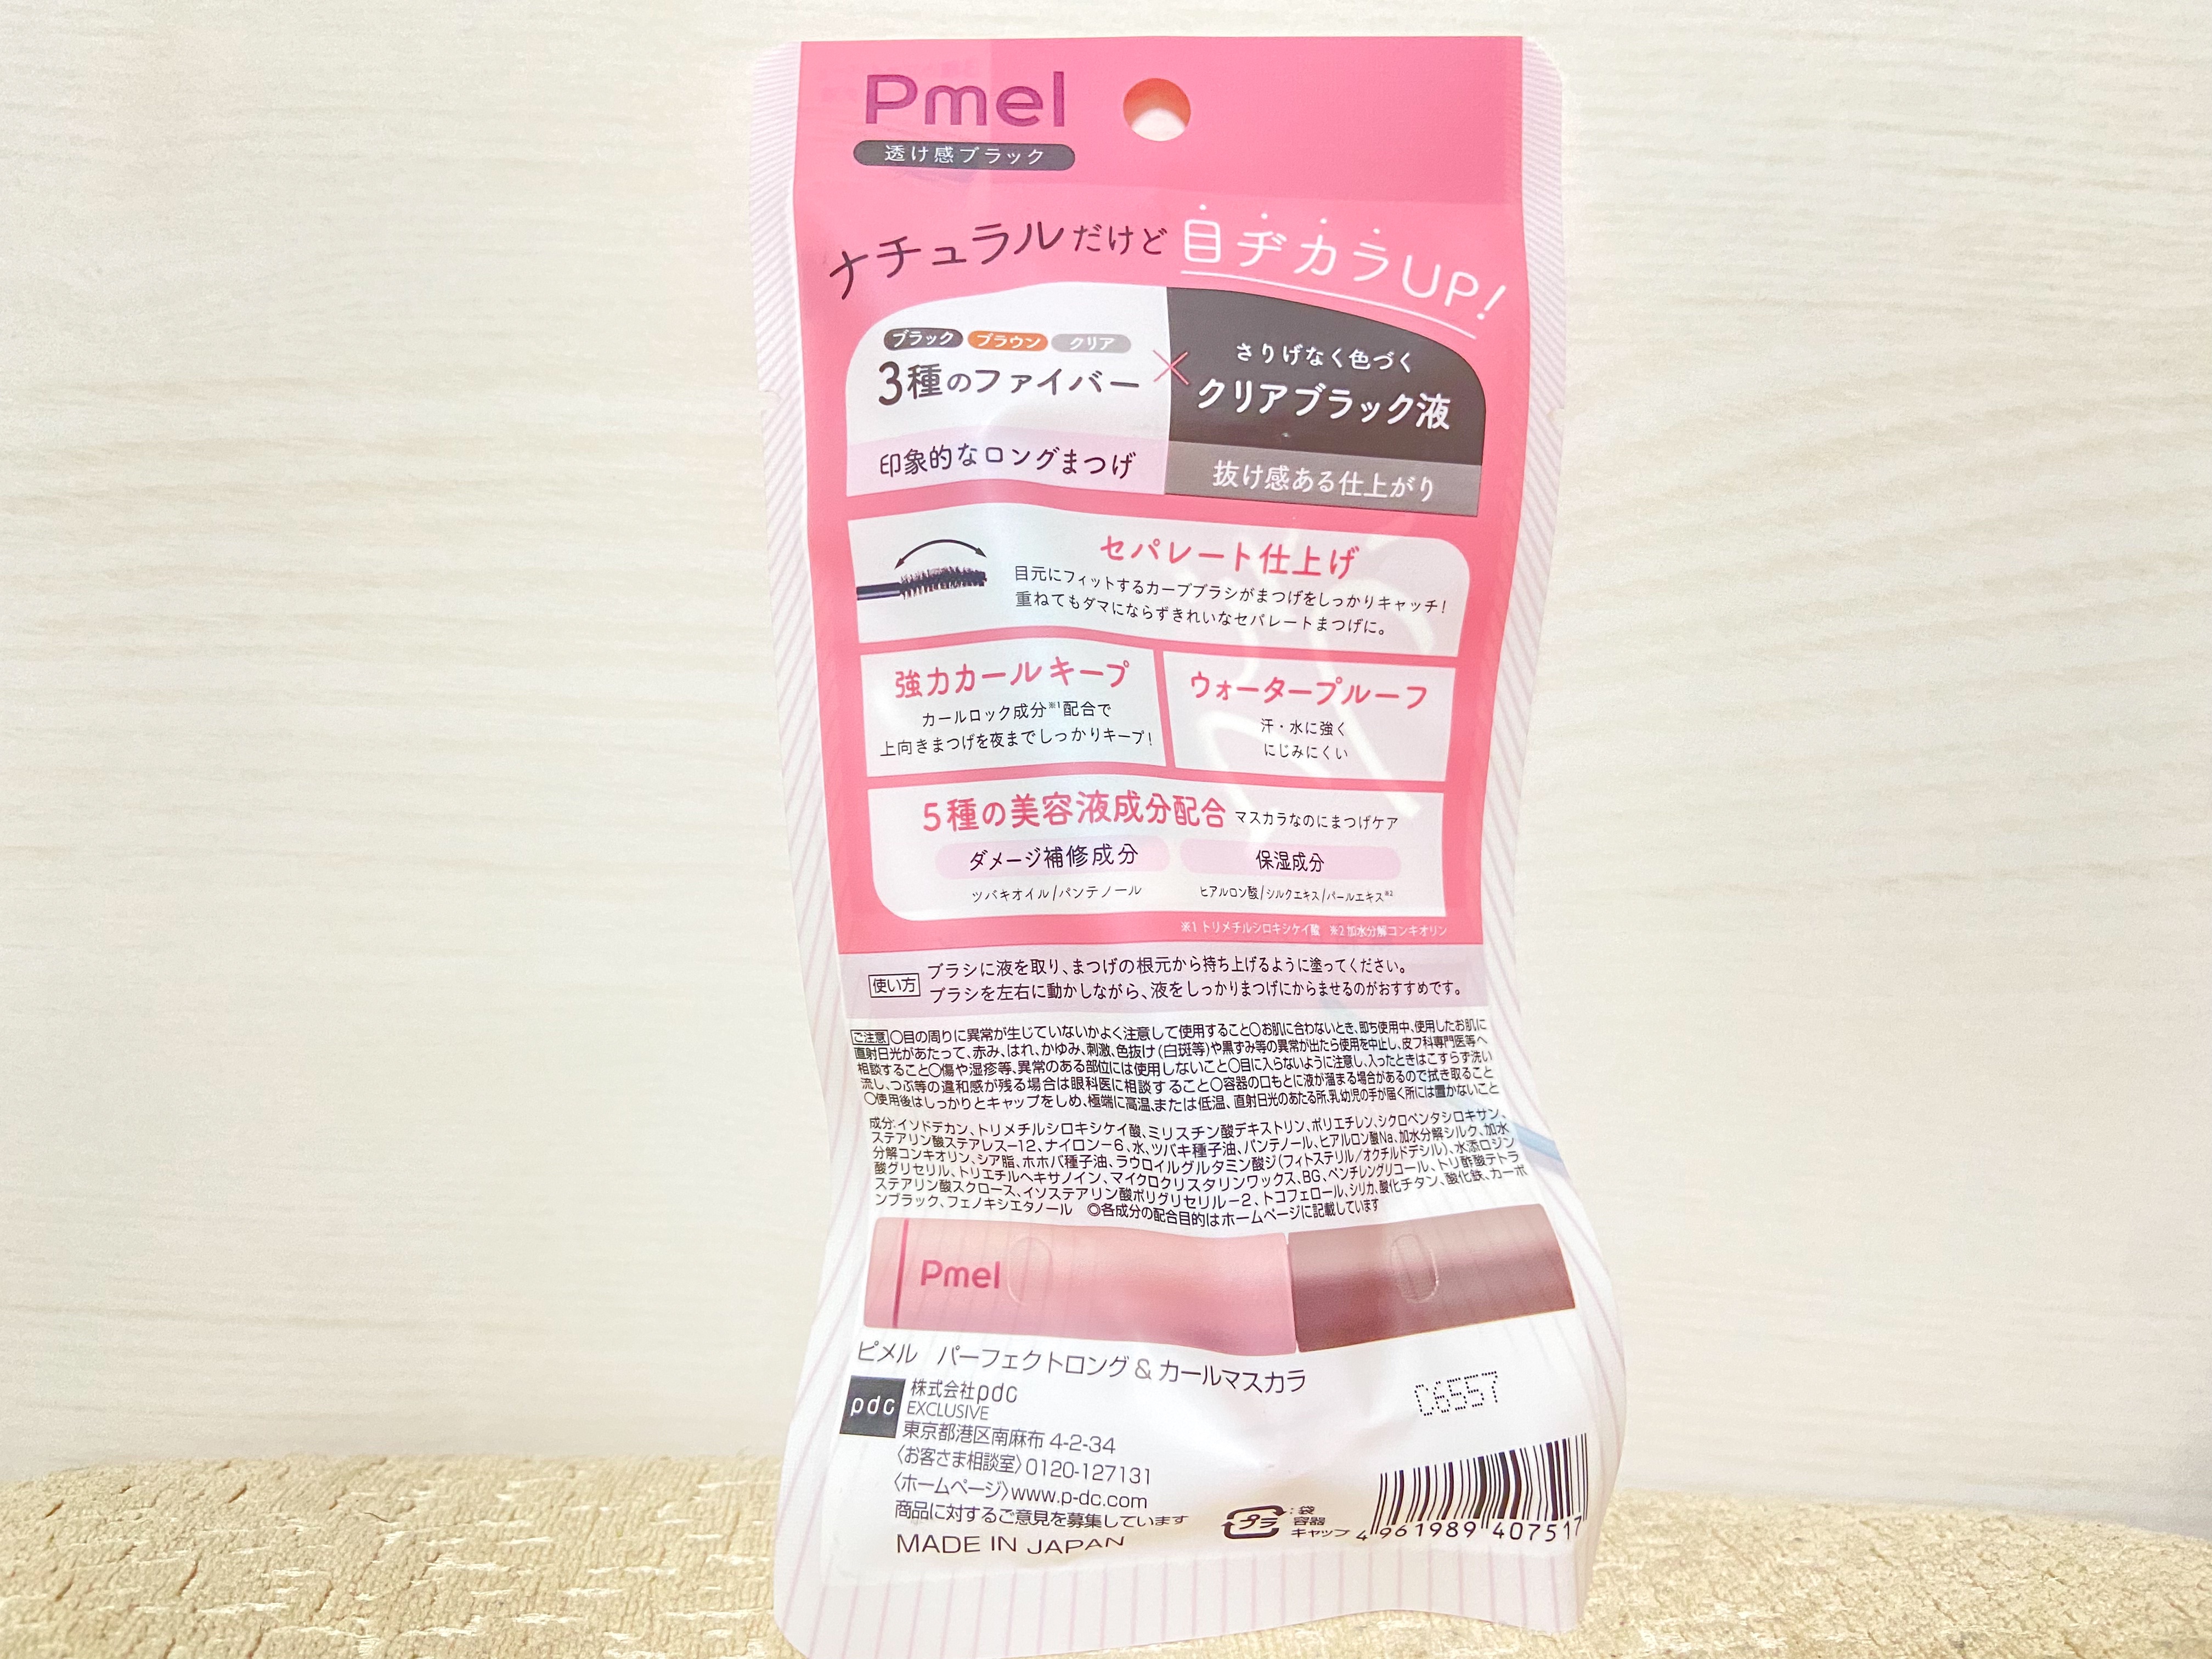 Pmel
透け感ブラック
ナチュラルだけど目ヂカラUP!
ブラック ブラウン クリア
3種のファイバー
印象的なロングまつげ
×
さりげなく色づく
クリアブラック液
抜け感ある仕上がり
セパレート仕上げ
目元にフィットするカーブブラシがまつげをしっかりキャッチ!
重ねてもダマにならずきれいなセパレートまつげに。
強力カールキープ
カールロック成分※1配合で
上向きまつげを夜までしっかりキープ!
ウォータープルーフ
汗・水に強く
にじみにくい
5種の美容液成分配合 マスカラなのにまつげケア
ダメージ補修成分
ツバキオイル/パンテノール
保湿成分
ヒアルロン酸/シルクエキス/パールエキス※2
※1 トリメチルシロキシケイ酸 ※2 加水分解コンキオリン
使い方
ブラシに液を取り、まつげの根元から持ち上げるように塗ってください。
ブラシを左右に動かしながら、液をしっかりまつげにからませるのがおすすめです。
ご注意 〇目の周りに異常が生じていないかよく注意して使用すること〇お肌に合わないとき、即ち使用中、使用したお肌に
直射日光があたって、赤み、はれ、かゆみ、刺激、色抜け(白斑等)や黒ずみ等の異常が出たら使用を中止し、皮フ科専門医等へ
相談すること〇傷や湿疹等、異常のある部位には使用しないこと〇目に入らないように注意し、入ったときはこすらず洗い
流し、つぶ等の違和感が残る場合は眼科医に相談すること〇容器の口もとに液が溜まる場合があるので拭き取ること
〇使用後はしっかりとキャップをしめ、極端に高温、または低温、直射日光のあたる所、乳幼児の手が届く所には置かないこと
成分:イソドデカン、トリメチルシロキシケイ酸、ミリスチン酸デキストリン、ポリエチレン、シクロペンタシロキサン、
ステアリン酸ステアレス-12、ナイロン-6、水、ツバキ種子油、パンテノール、ヒアルロン酸Na、加水分解シルク、加水
分解コンキオリン、シア脂、ホホバ種子油、ラウロイルグルタミン酸ジ(フィトステリル/オクチルドデシル)、水添ロジン
酸グリセリル、トリエチルヘキサノイン、マイクロクリスタリンワックス、BG、ペンチレングリコール、トリ酢酸テトラ
ステアリン酸スクロース、イソステアリン酸ポリグリセリル-2、トコフェロール、シリカ、酸化チタン、酸化鉄、カーボ
ンブラック、フェノキシエタノール ◎各成分の配合目的はホームページに記載しています
Pmel
ピメル パーフェクトロング&カールマスカラ
C6557
pdc
株式会社pdc
EXCLUSIVE
東京都港区南麻布 4-2-34
〈お客さま相談室〉0120-127131
〈ホームページ〉www.p-dc.com
商品に対するご意見を募集しています
MADE IN JAPAN
プラ
:袋
容器
キャップ
4 961989 407517